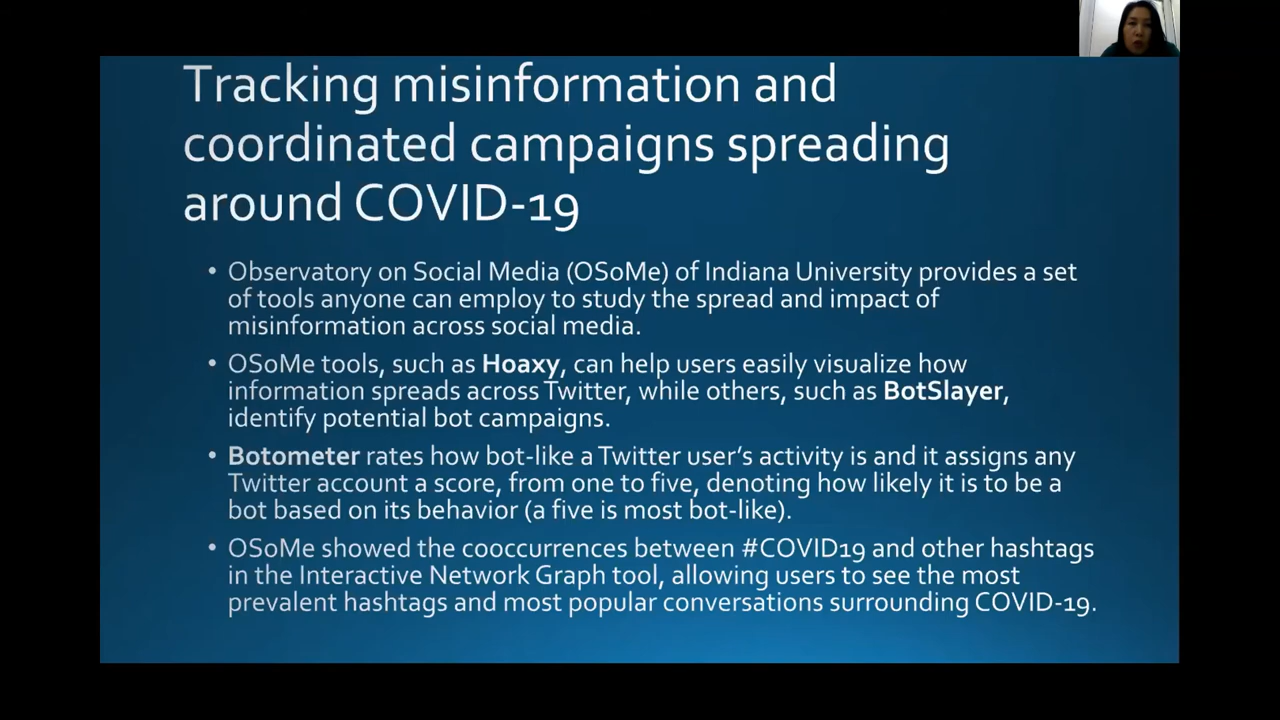 Tracking misinformation and
coordinated campaigns spreading
around COVID-19
• Observatory on Social Media (OSoMe) of Indiana University provides a set
of tools anyone can employ to study the spread and impact of
misinformation across social media.
• OSoMe tools, such as Hoaxy, can help users easily visualize how
information spreads across Twitter, while others, such as BotSlayer,
identify potential bot campaigns.
• Botometer rates how bot-like a Twitter user’s activity is and it assigns any
Twitter account a score, from one to five, denoting how likely it is to be a
bot based on its behavior (a five is most bot-like).
• OSoMe showed the cooccurrences between #COVID19 and other hashtags
in the Interactive Network Graph tool, allowing users to see the most
prevalent hashtags and most popular conversations surrounding COVID-19.